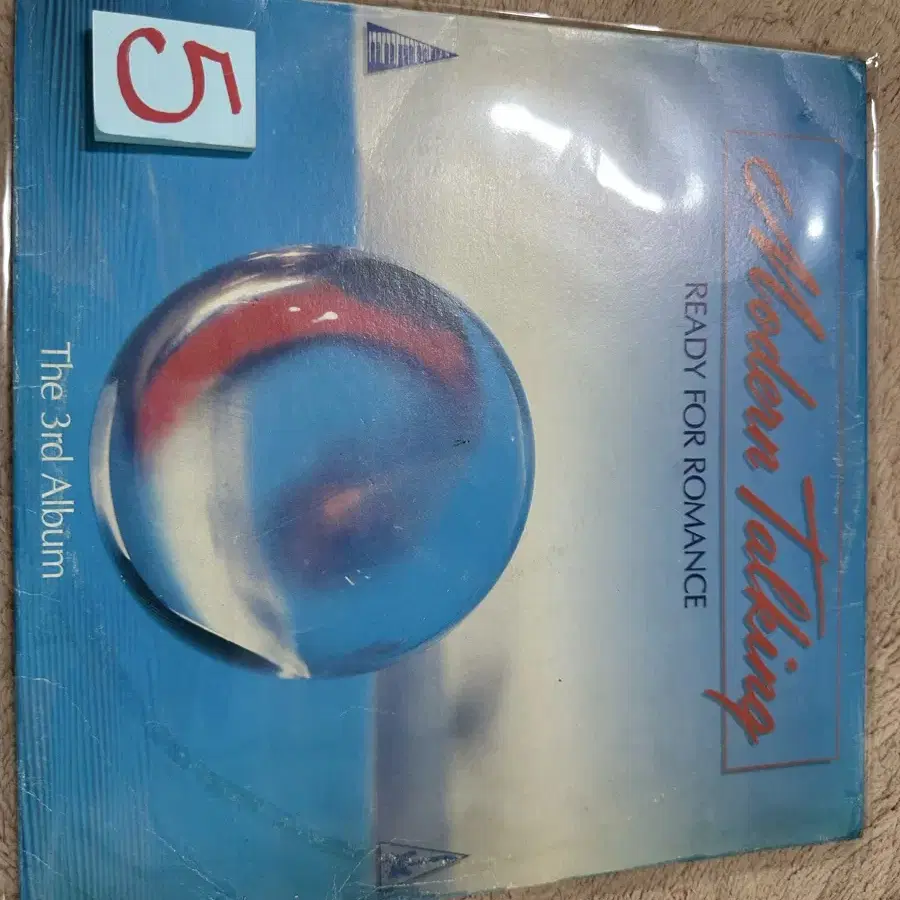 5
Modern Talking
READY FOR ROMANCE
The 3rd Album